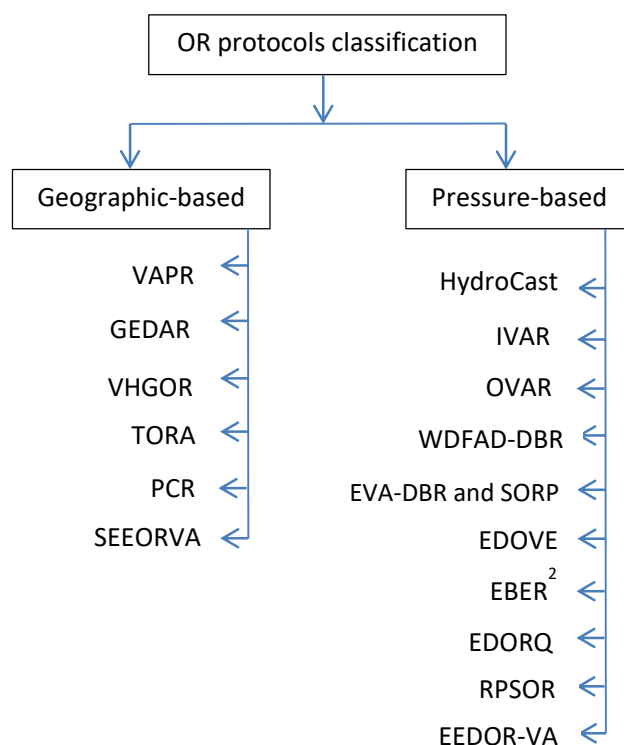 OR protocols classification
Geographic-based
VAPR
GEDAR
VHGOR
TORA
PCR
SEEORVA
Pressure-based
HydroCast
IVAR
OVAR
WDFAD-DBR
EVA-DBR and SORP
EDOVE
EBER²
EDORQ
RPSOR
EEDOR-VA